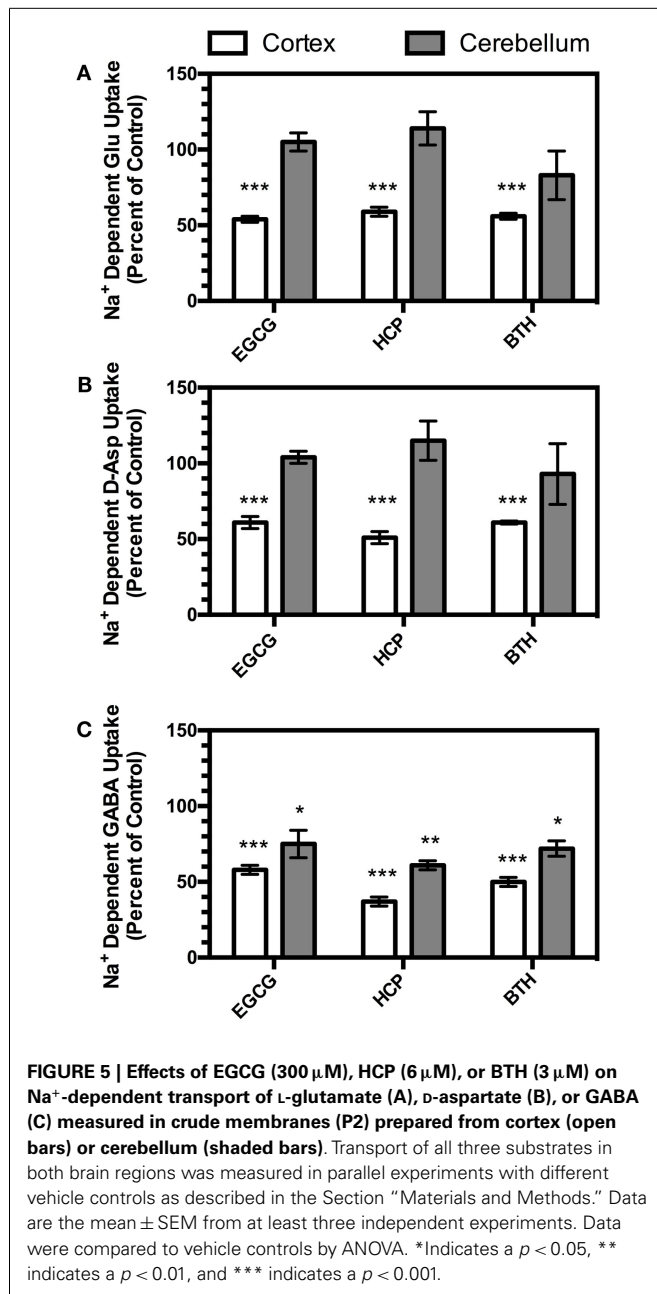 Cortex Cerebellum
A
Na⁺ Dependent Glu Uptake
(Percent of Control)
150
100
50
0
***
***
***
EGCG
HCP
BTH
B
Na⁺ Dependent D-Asp Uptake
(Percent of Control)
150
100
50
0
***
***
***
EGCG
HCP
BTH
C
Na⁺ Dependent GABA Uptake
(Percent of Control)
150
100
50
0
***
*
***
**
***
*
EGCG
HCP
BTH
FIGURE 5 | Effects of EGCG (300 μM), HCP (6 μM), or BTH (3 μM) on
Na⁺-dependent transport of L-glutamate (A), D-aspartate (B), or GABA
(C) measured in crude membranes (P2) prepared from cortex (open
bars) or cerebellum (shaded bars). Transport of all three substrates in
both brain regions was measured in parallel experiments with different
vehicle controls as described in the Section “Materials and Methods.” Data
are the mean ± SEM from at least three independent experiments. Data
were compared to vehicle controls by ANOVA. *Indicates a p < 0.05, **
indicates a p < 0.01, and *** indicates a p < 0.001.